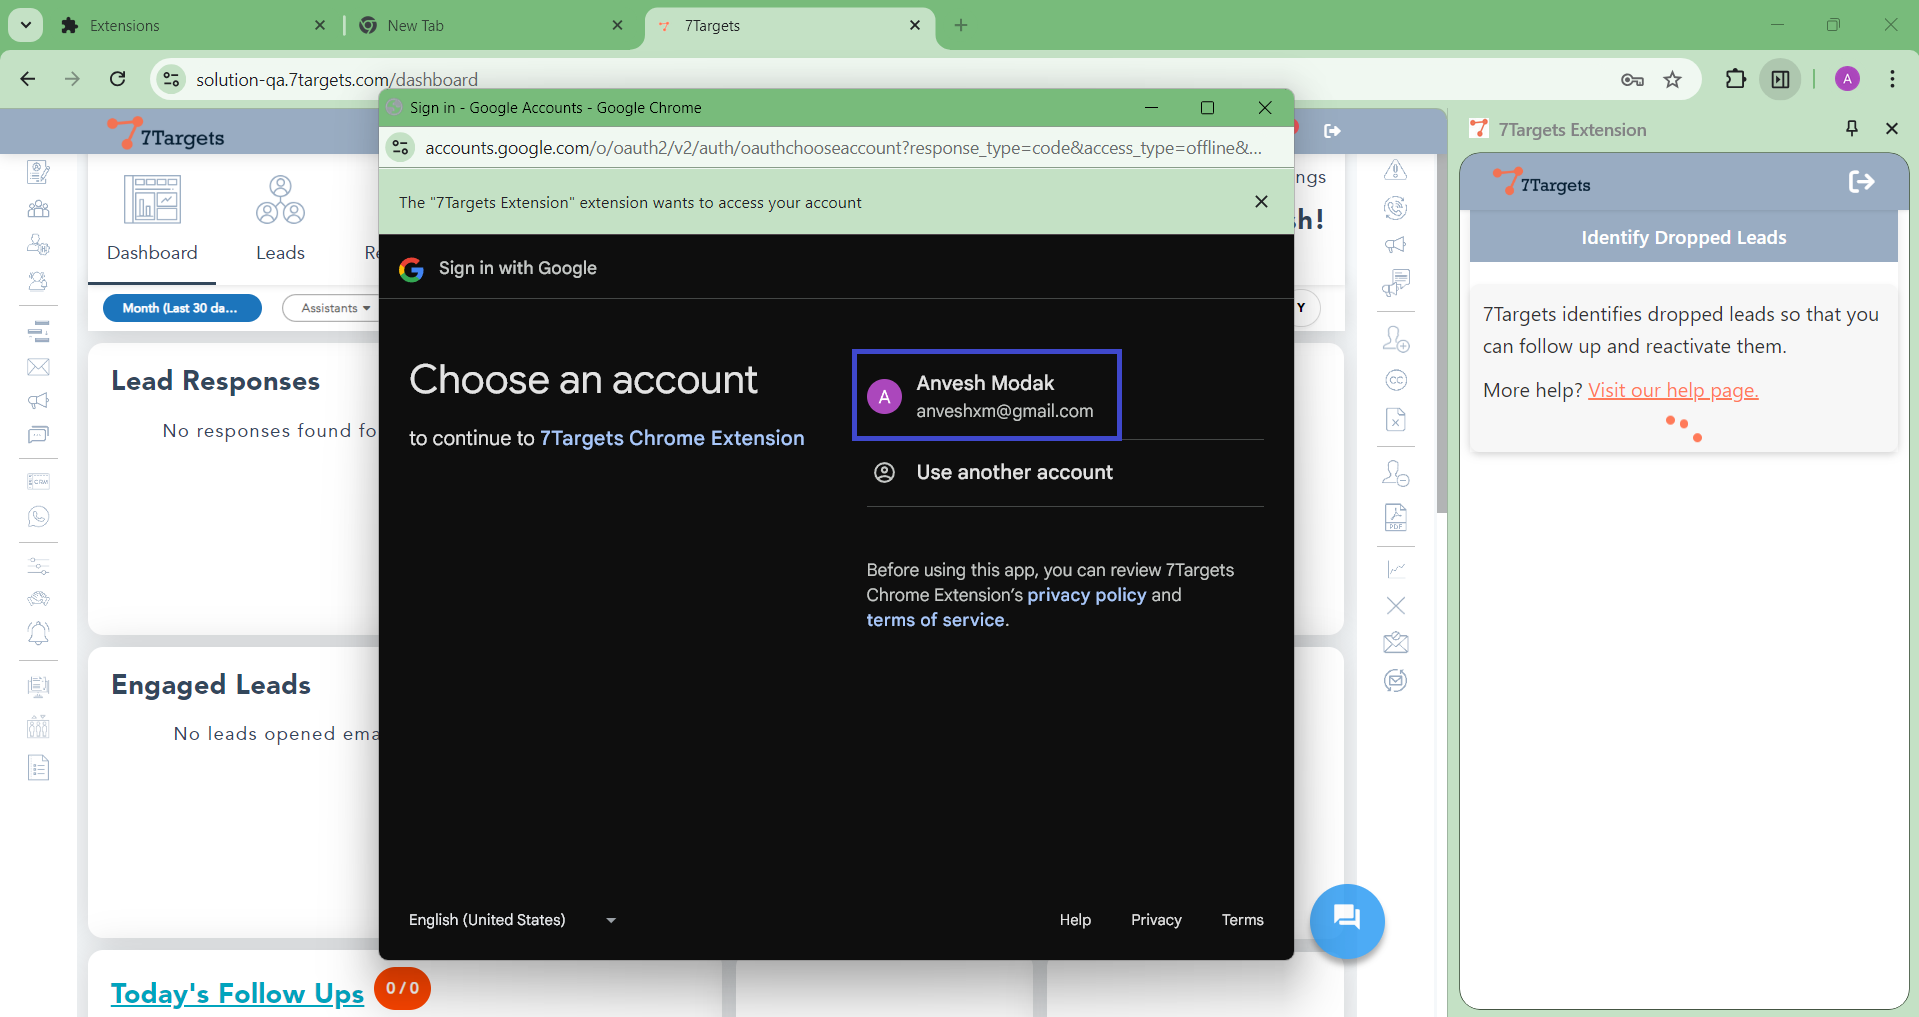 Extensions
New Tab
7Targets
solution-qa.7targets.com/dashboard
A
Sign in - Google Accounts - Google Chrome
accounts.google.com/o/oauth2/v2/auth/oauthchooseaccount?response_type=code&access_type=offline&...
The "7Targets Extension" extension wants to access your account
Sign in with Google
Choose an account
to continue to 7Targets Chrome Extension
A
Anvesh Modak
anveshxm@gmail.com
Use another account
Before using this app, you can review 7Targets
Chrome Extension's privacy policy and
terms of service.
English (United States)
Help
Privacy
Terms
7Targets
Dashboard
Leads
Month (Last 30 da...
Assistants
Y
Lead Responses
No responses found fo
Engaged Leads
No leads opened ema
Today's Follow Ups
0 / 0
ngs
sh!
CRM
CC
PDF
7Targets Extension
7Targets
Identify Dropped Leads
7Targets identifies dropped leads so that you
can follow up and reactivate them.
More help? Visit our help page.